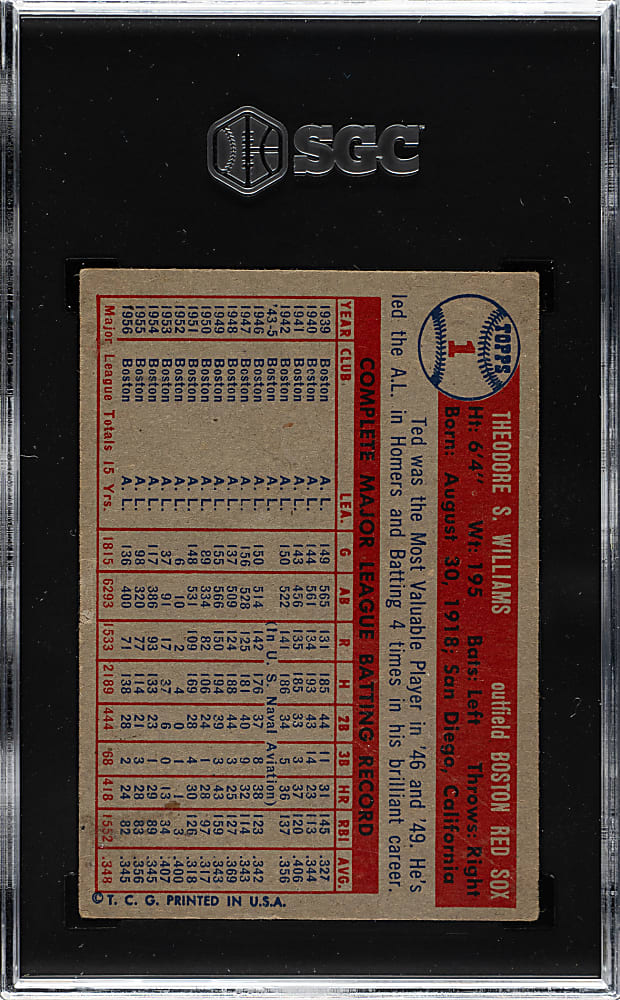 SGC
TOPPS
1
THEODORE S. WILLIAMS outfield BOSTON RED SOX
Ht: 6'4" Wt: 195 Bats: Left Throws: Right
Born: August 30, 1918; San Diego, California
Ted was the Most Valuable Player in '46 and '49. He's
led the A.L. in Homers and Batting 4 times in his brilliant career.
COMPLETE MAJOR LEAGUE BATTING RECORD
YEAR CLUB LEA. G AB R H 2B 3B HR RBI AVG.
1939 Boston A. L. 149 565 131 185 44 11 31 145 .327
1940 Boston A. L. 144 561 134 193 43 14 23 113 .344
1941 Boston A. L. 143 456 135 185 33 3 37 120 .406
1942 Boston A. L. 150 522 141 186 34 5 36 137 .356
'43-5 Boston A. L. (In U. S. Naval Aviation)
1946 Boston A. L. 150 514 142 176 37 8 38 123 .342
1947 Boston A. L. 156 528 125 181 40 9 32 114 .343
1948 Boston A. L. 137 509 124 188 44 3 25 127 .369
1949 Boston A. L. 155 566 150 194 39 3 43 159 .343
1950 Boston A. L. 89 334 82 106 24 1 28 97 .317
1951 Boston A. L. 148 531 109 169 28 4 30 126 .318
1952 Boston A. L. 6 10 2 4 0 1 1 3 .400
1953 Boston A. L. 37 91 17 37 6 0 13 34 .407
1954 Boston A. L. 117 386 93 133 23 1 29 89 .345
1955 Boston A. L. 98 320 77 114 21 3 28 83 .356
1956 Boston A. L. 136 400 71 138 28 2 24 82 .345
Major League Totals 15 Yrs. 1815 6293 1533 2189 444 68 418 1552 .348
© T. C. G. PRINTED IN U.S.A.